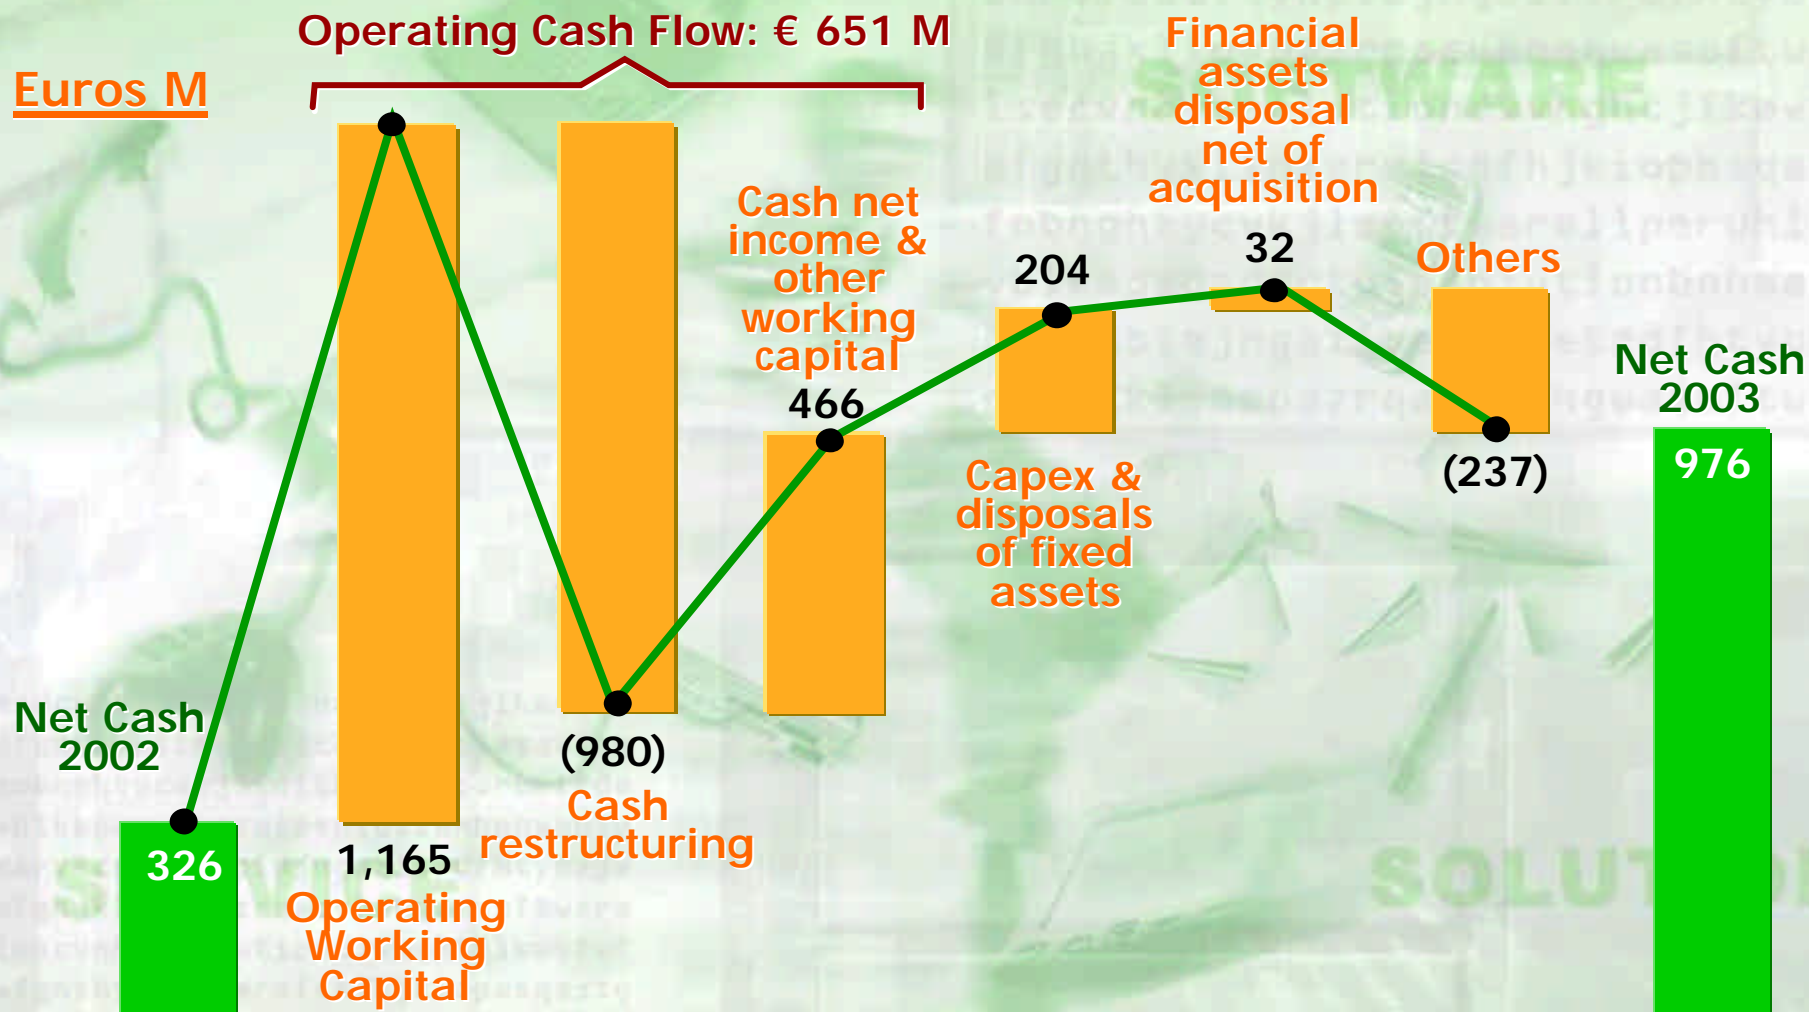 Operating Cash Flow: € 651 M
Euros M
Financial
assets
disposal
net of
acquisition
32
Cash net
income &
other
working
capital
466
204
Others
(237)
Capex &
disposals
of fixed
assets
Net Cash
2003
976
Net Cash
2002
326
1,165
Operating
Working
Capital
(980)
Cash
restructuring